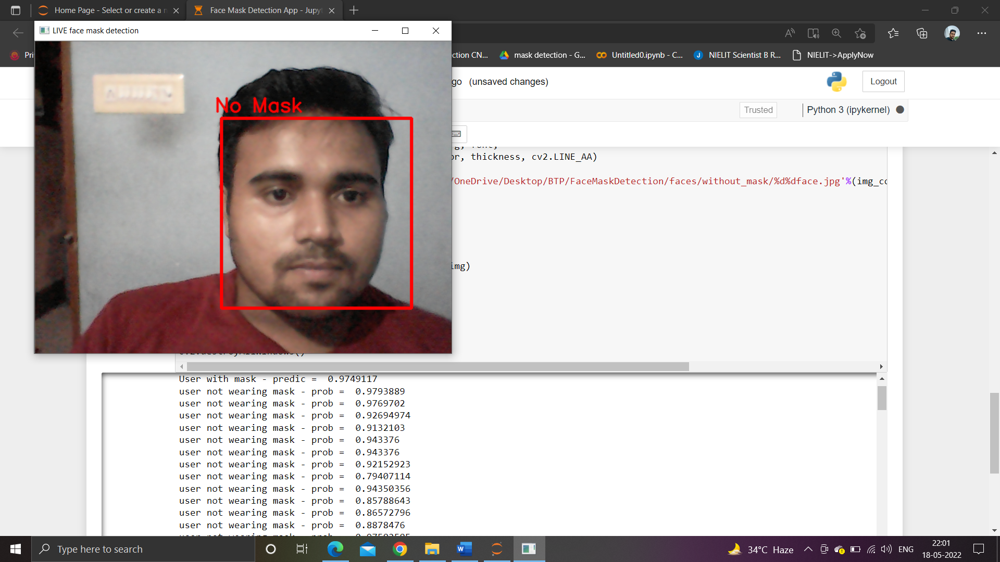 Home Page - Select or create a n
Face Mask Detection App - Jupyt
LIVE face mask detection
Pri
ction CN...
mask detection - G...
Untitled0.ipynb - C...
NIELIT Scientist B R...
NIELIT->ApplyNow
go (unsaved changes)
Logout
Trusted
Python 3 (ipykernel)
No Mask
or, thickness, cv2.LINE_AA)
/OneDrive/Desktop/BTP/FaceMaskDetection/faces/without_mask/%d%dface.jpg'%(img_co
img)
User with mask - predic =  0.9749117
user not wearing mask - prob =  0.9793889
user not wearing mask - prob =  0.9769702
user not wearing mask - prob =  0.92694974
user not wearing mask - prob =  0.9132103
user not wearing mask - prob =  0.943376
user not wearing mask - prob =  0.943376
user not wearing mask - prob =  0.92152923
user not wearing mask - prob =  0.79407114
user not wearing mask - prob =  0.94350356
user not wearing mask - prob =  0.85788643
user not wearing mask - prob =  0.86572796
user not wearing mask - prob =  0.8878476
Type here to search
34°C Haze
ENG
22:01
18-05-2022